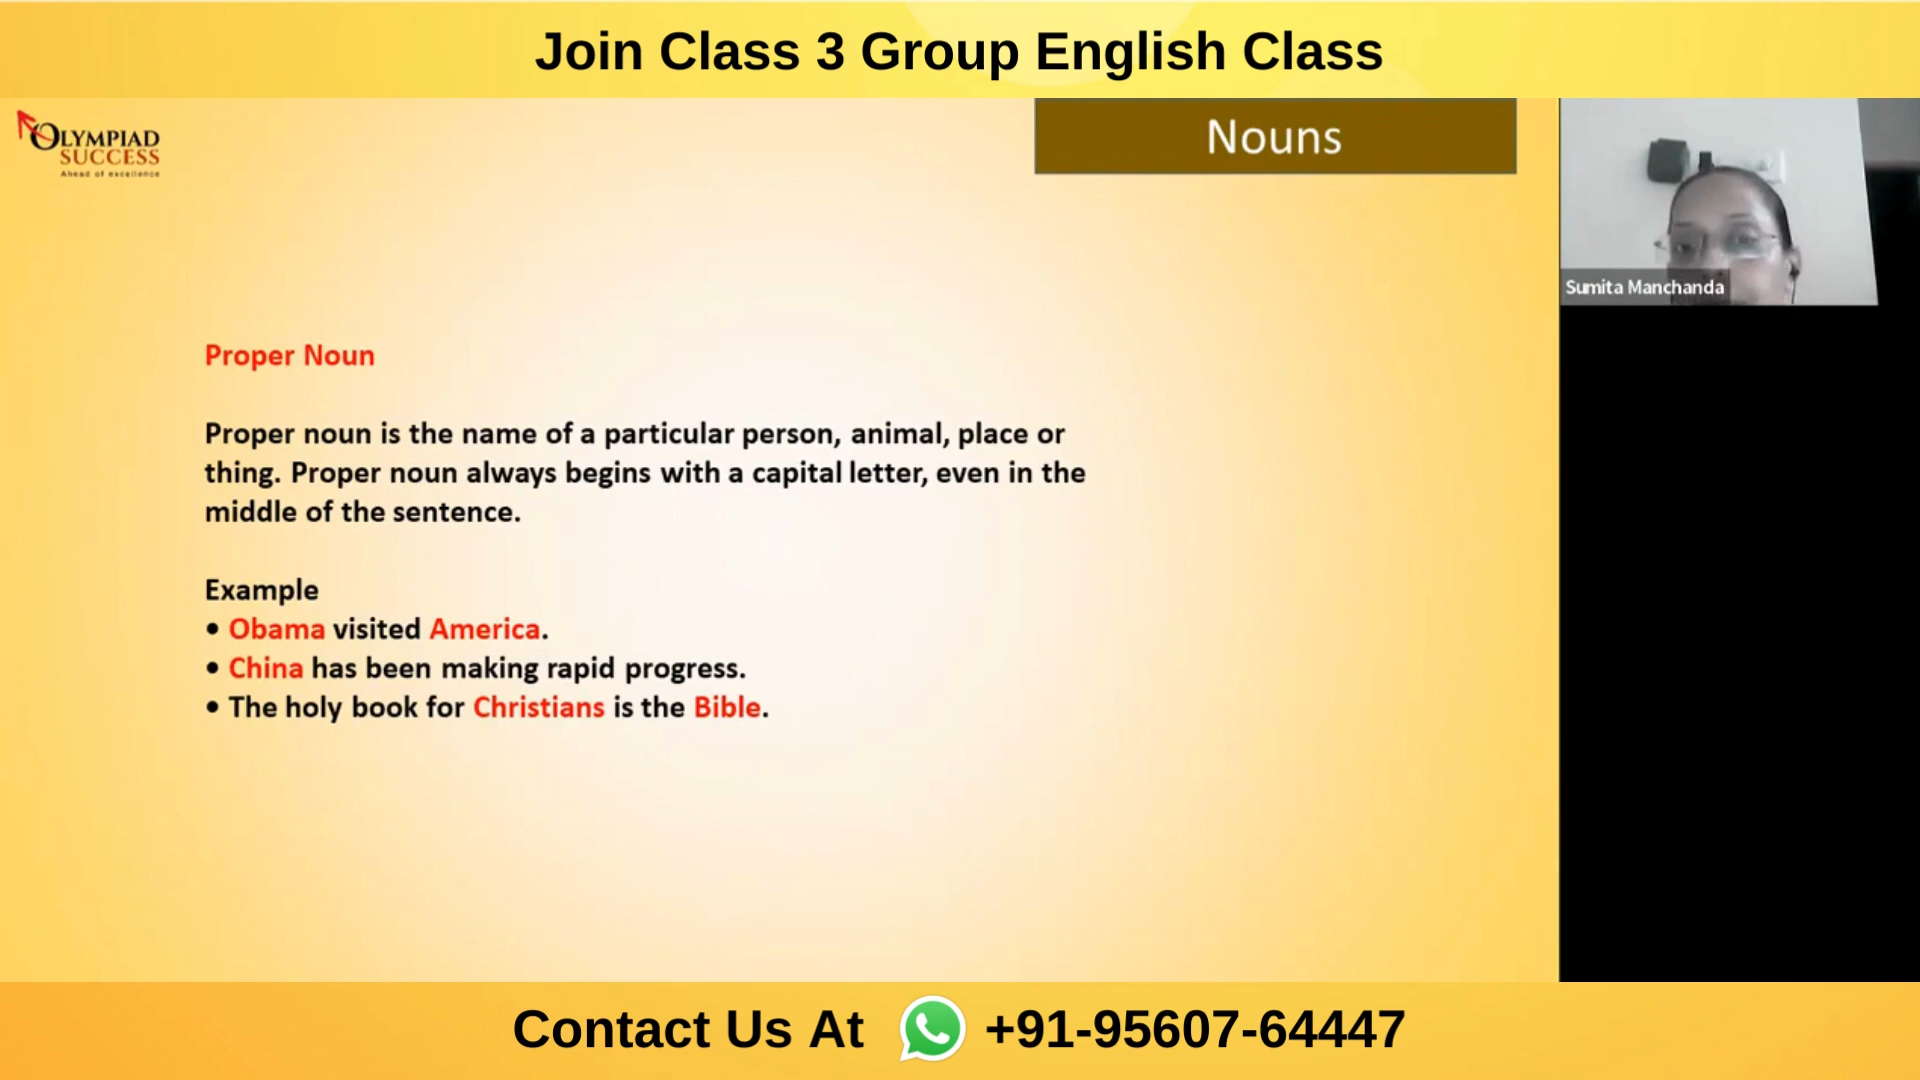 Join Class 3 Group English Class
OLYMPIAD
SUCCESS
Ahead of excellence
Nouns
Sumita Manchanda
Proper Noun
Proper noun is the name of a particular person, animal, place or
thing. Proper noun always begins with a capital letter, even in the
middle of the sentence.
Example
• Obama visited America.
• China has been making rapid progress.
• The holy book for Christians is the Bible.
Contact Us At +91-95607-64447